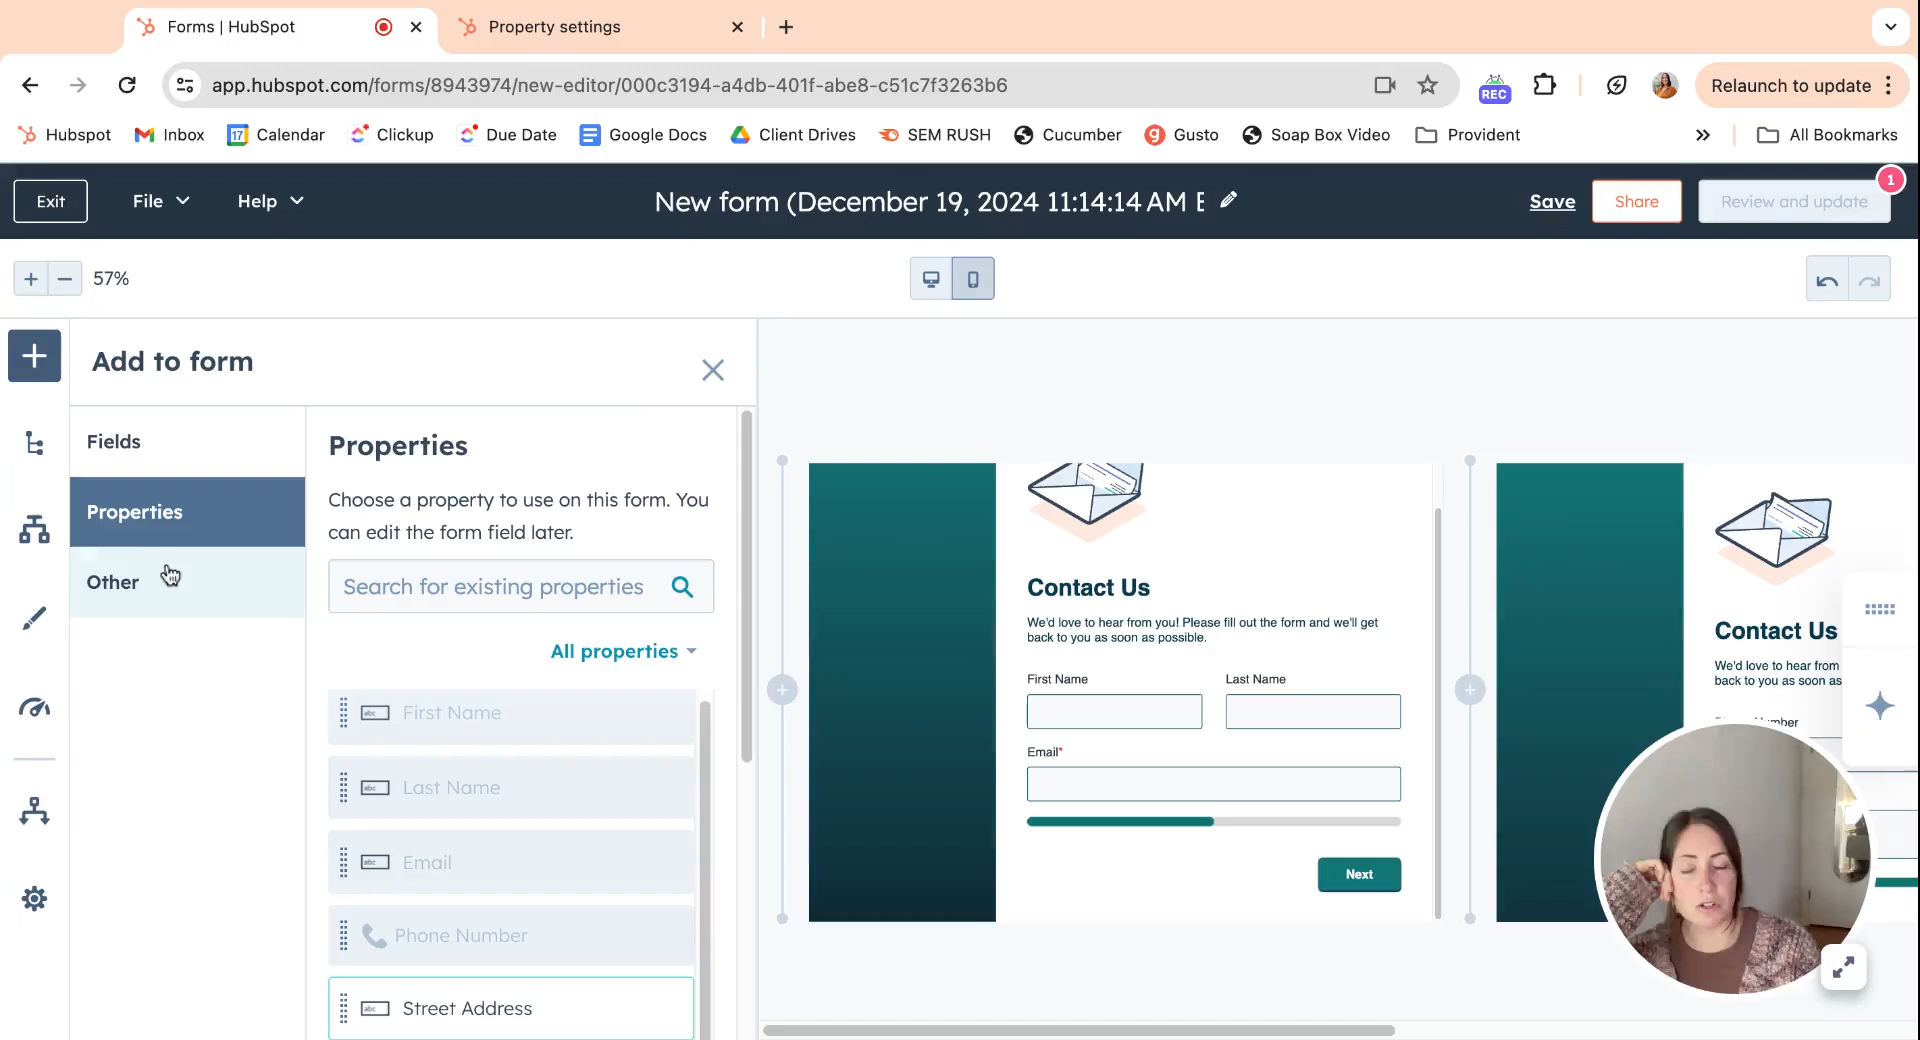 Forms | HubSpot
Property settings
app.hubspot.com/forms/8943974/new-editor/000c3194-a4db-401f-abe8-c51c7f3263b6
REC
Relaunch to update
Hubspot
Inbox
17
Calendar
Clickup
Due Date
Google Docs
Client Drives
SEM RUSH
Cucumber
Gusto
Soap Box Video
Provident
All Bookmarks
Exit
File
Help
New form (December 19, 2024 11:14:14 AM E
Save
Share
Review and update
1
57%
Add to form
Fields
Properties
Other
Properties
Choose a property to use on this form. You
can edit the form field later.
Search for existing properties
All properties
abc First Name
abc Last Name
abc Email
Phone Number
abc Street Address
Contact Us
We'd love to hear from you! Please fill out the form and we'll get
back to you as soon as possible.
First Name
Last Name
Email*
Next
Contact Us
We'd love to hear from
back to you as soon as